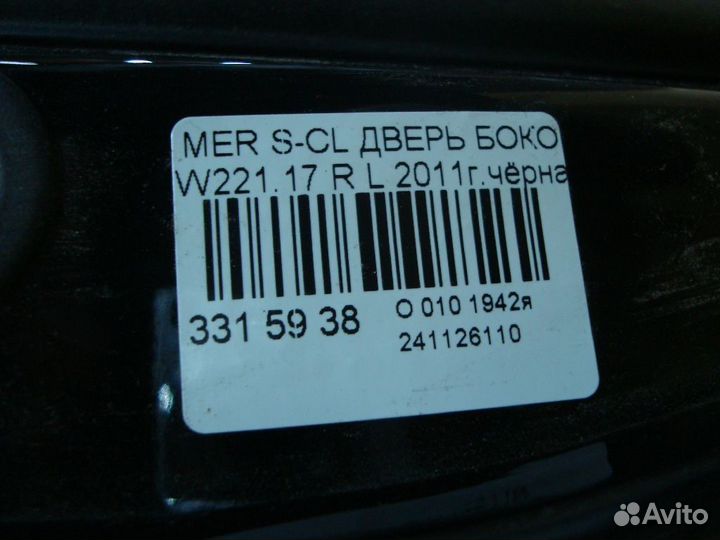 MER S-CL ДВЕРЬ БОКО
W221.17 R L 2011г.чёрна
331 59 38
О 010 1942я
241126110
Avito